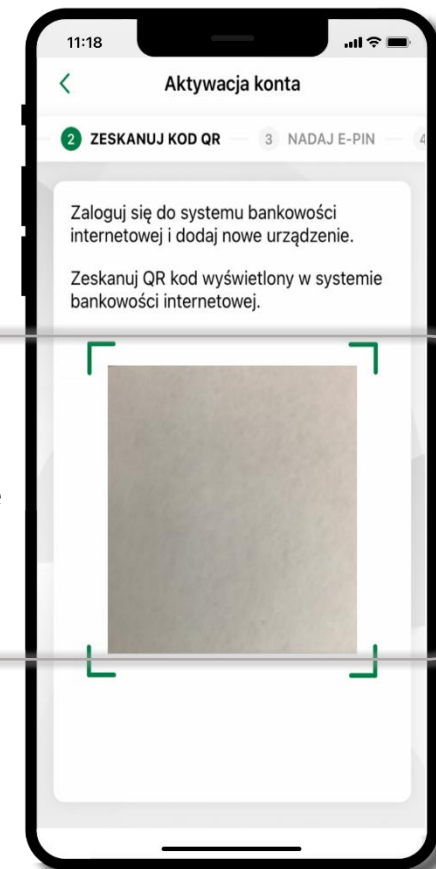 11:18
Aktywacja konta
2 ZESKANUJ KOD QR 3 NADAJ E-PIN 4
Zaloguj się do systemu bankowości
internetowej i dodaj nowe urządzenie.
Zeskanuj QR kod wyświetlony w systemie
bankowości internetowej.